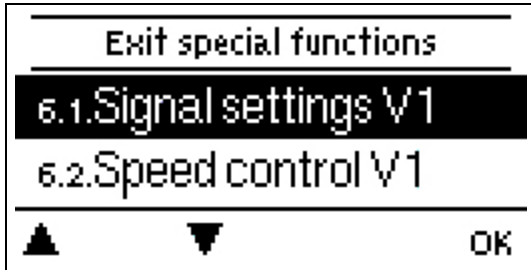 Exit special functions
6.1.Signal settings V1
6.2.Speed control V1
▲ ▼ OK